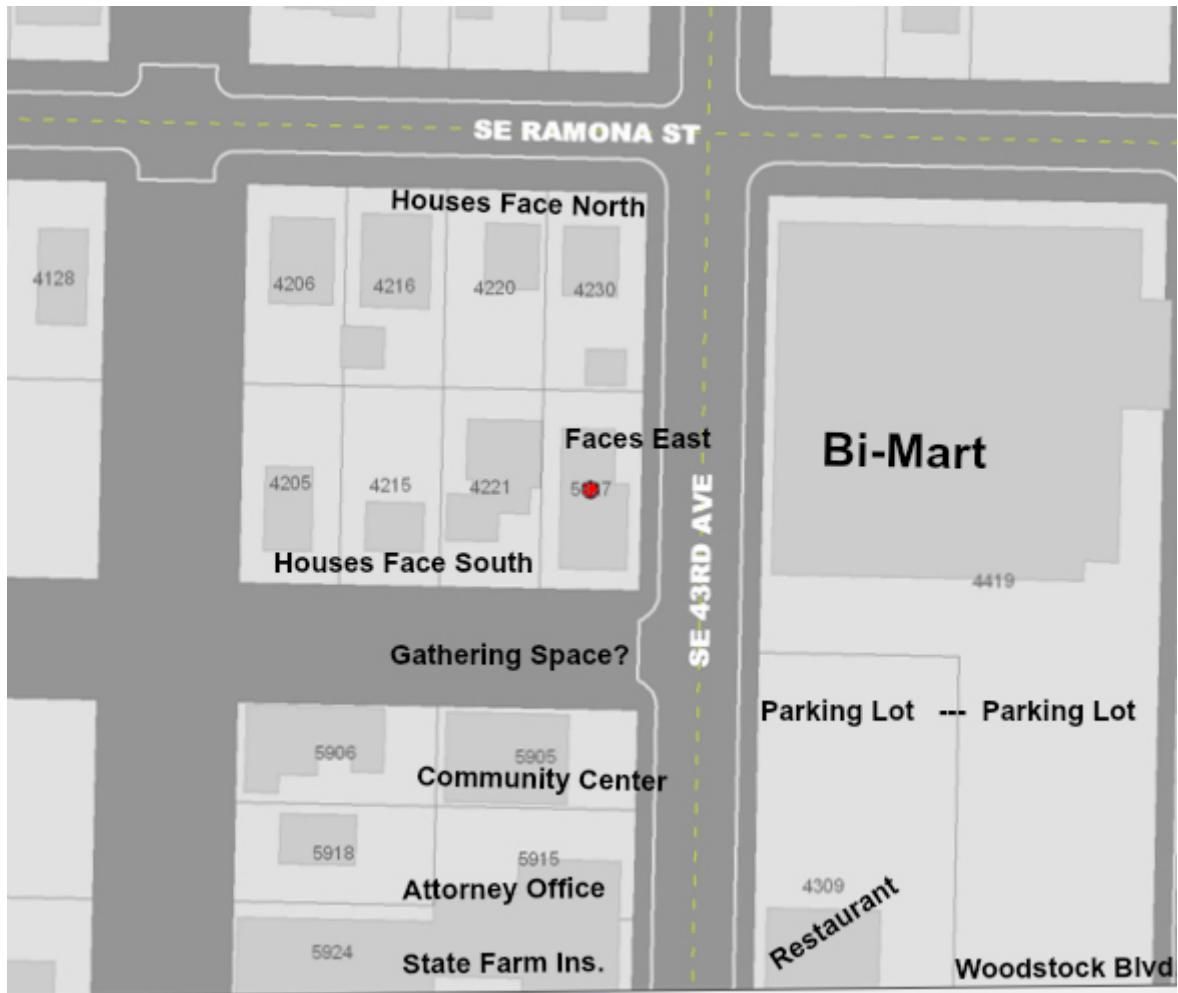 SE RAMONA ST
Houses Face North
4128
4206
4216
4220
4230
Faces East
Bi-Mart
4205
4215
4221
SE 43RD AVE
Houses Face South
4419
Gathering Space?
Parking Lot --- Parking Lot
5906
5905
Community Center
5918
5915
4309
Attorney Office
Restaurant
5924
State Farm Ins.
Woodstock Blvd